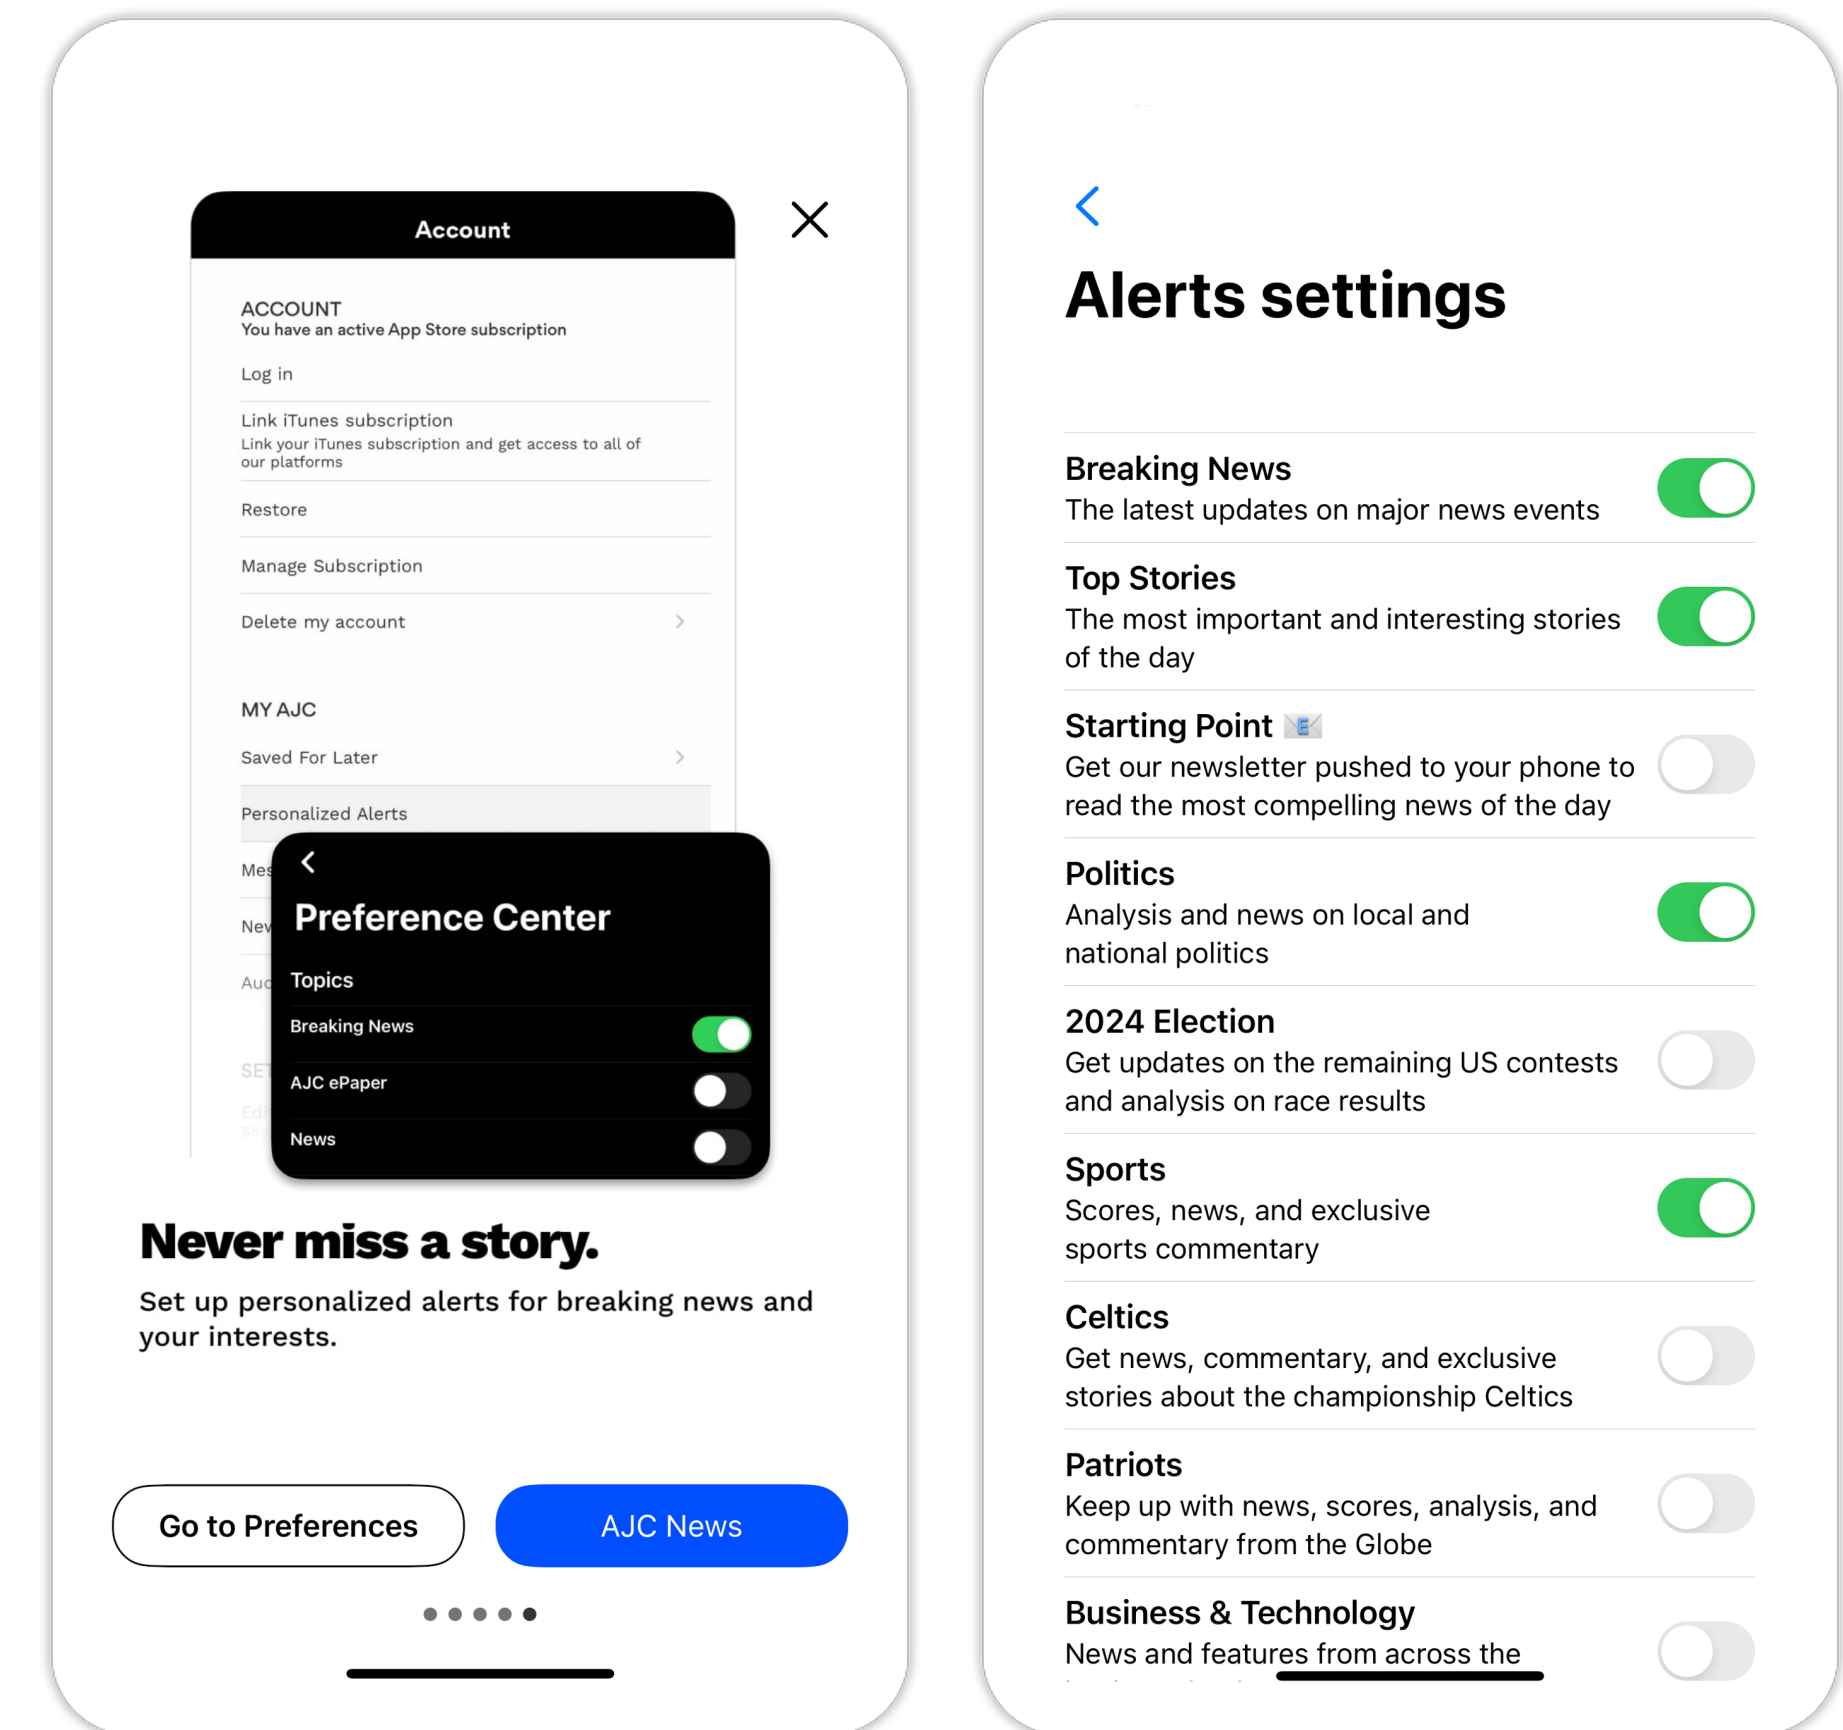 Account
ACCOUNT
You have an active App Store subscription
Log in
Link iTunes subscription
Link your iTunes subscription and get access to all of
our platforms
Restore
Manage Subscription
Delete my account
MY AJC
Saved For Later
Personalized Alerts
Mes
New
Aud
SET
Edi
Sh
Preference Center
Topics
Breaking News
AJC ePaper
News
Never miss a story.
Set up personalized alerts for breaking news and
your interests.
Go to Preferences
AJC News
Alerts settings
Breaking News
The latest updates on major news events
Top Stories
The most important and interesting stories
of the day
Starting Point 📧
Get our newsletter pushed to your phone to
read the most compelling news of the day
Politics
Analysis and news on local and
national politics
2024 Election
Get updates on the remaining US contests
and analysis on race results
Sports
Scores, news, and exclusive
sports commentary
Celtics
Get news, commentary, and exclusive
stories about the championship Celtics
Patriots
Keep up with news, scores, analysis, and
commentary from the Globe
Business & Technology
News and features from across the